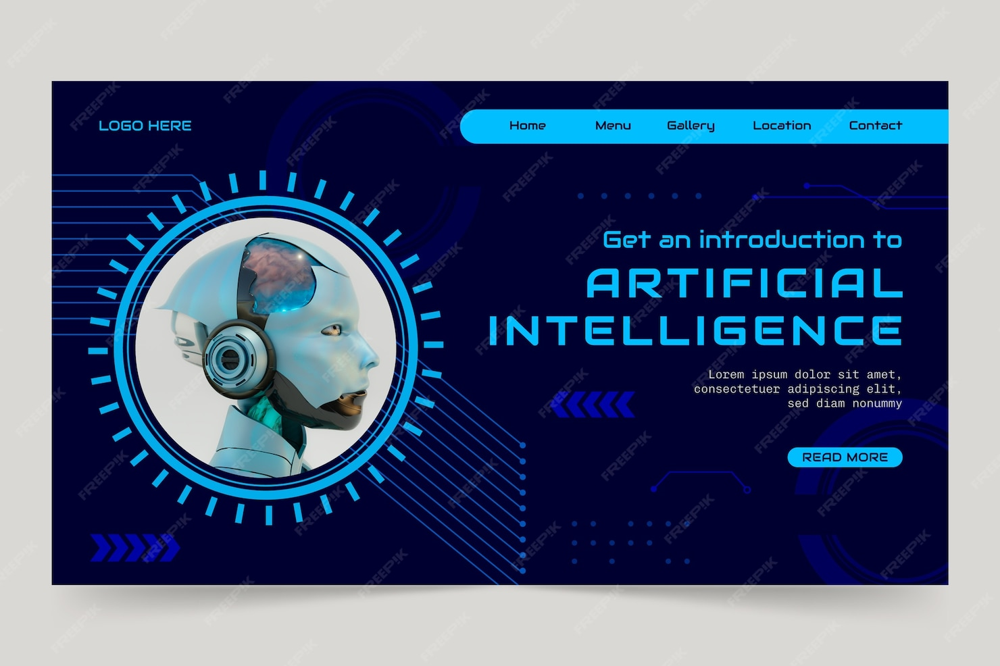 LOGO HERE
Home Menu Gallery Location Contact
Get an introduction to
ARTIFICIAL
INTELLIGENCE
Lorem ipsum dolor sit amet,
consectetuer adipiscing elit,
sed diam nonummy
READ MORE
FREEPIK